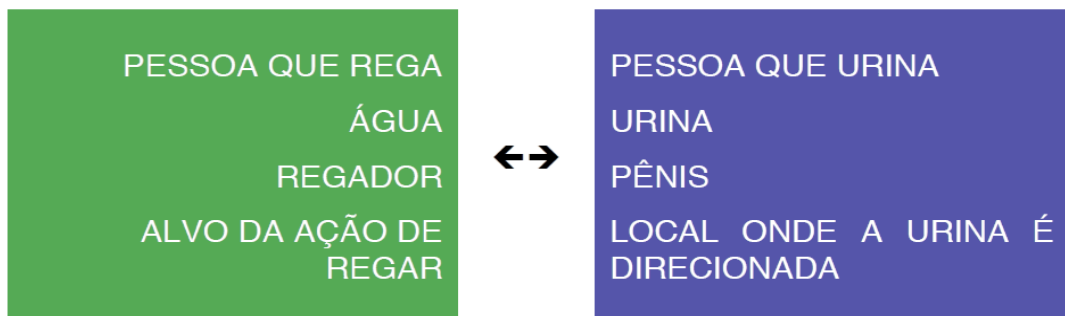 PESSOA QUE REGA
ÁGUA
REGADOR
ALVO DA AÇÃO DE
REGAR
PESSOA QUE URINA
URINA
PÊNIS
LOCAL ONDE A URINA É
DIRECIONADA